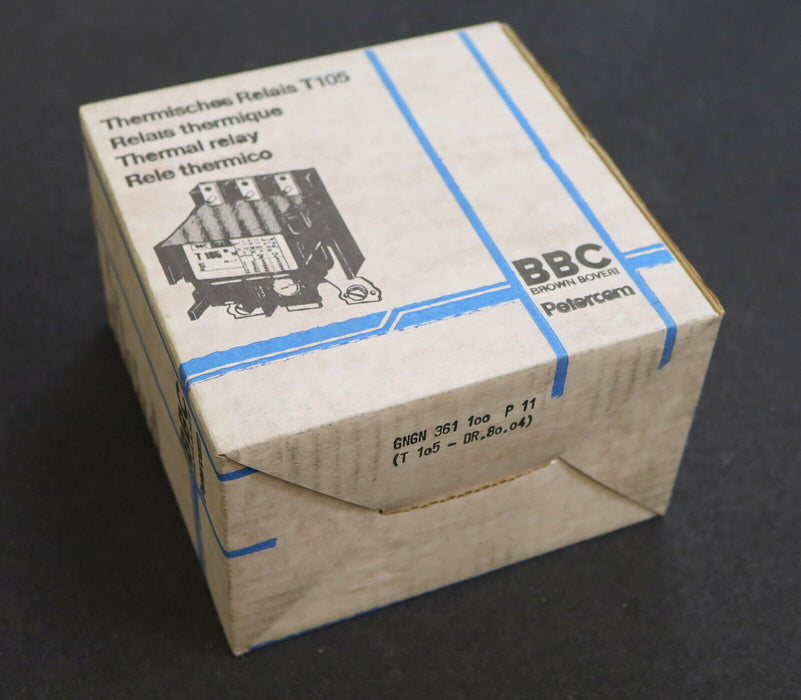 Thermisches Relais T105
Relais thermique
Thermal relay
Rele thermico
BBC
BROWN BOVERI
Petercem
GNGN 361 1oo P 11
(T 1o5 - DR.8o.o4)